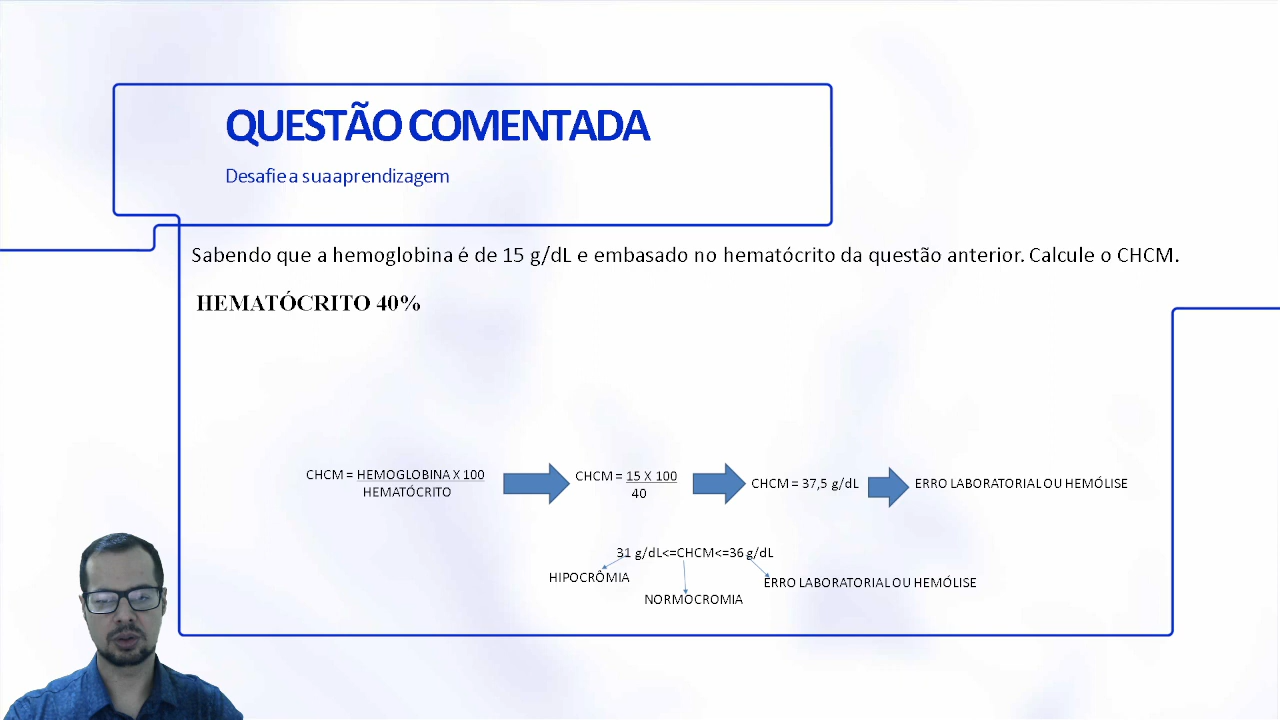 QUESTÃO COMENTADA
Desafie a sua aprendizagem
Sabendo que a hemoglobina é de 15 g/dL e embasado no hematócrito da questão anterior. Calcule o CHCM.
HEMATÓCRITO 40%
CHCM = HEMOGLOBINA X 100
HEMATÓCRITO
CHCM = 15 X 100
40
CHCM = 37,5 g/dL
ERRO LABORATORIAL OU HEMÓLISE
31 g/dL<=CHCM<=36 g/dL
HIPOCRÔMIA
NORMOCROMIA
ERRO LABORATORIAL OU HEMÓLISE